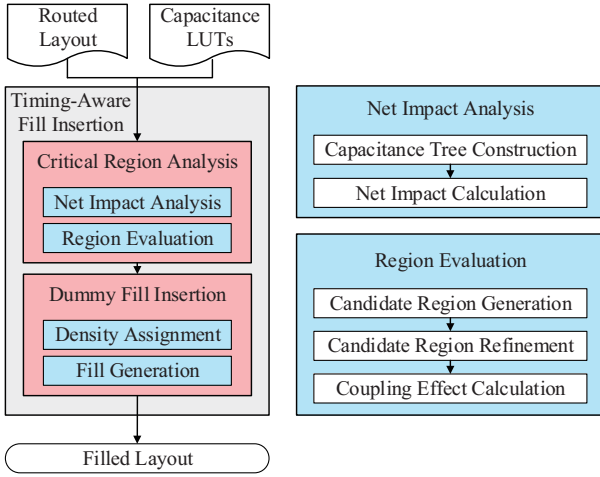 Routed
Layout
Capacitance
LUTs
Timing-Aware
Fill Insertion
Critical Region Analysis
Net Impact Analysis
Region Evaluation
Dummy Fill Insertion
Density Assignment
Fill Generation
Filled Layout
Net Impact Analysis
Capacitance Tree Construction
Net Impact Calculation
Region Evaluation
Candidate Region Generation
Candidate Region Refinement
Coupling Effect Calculation